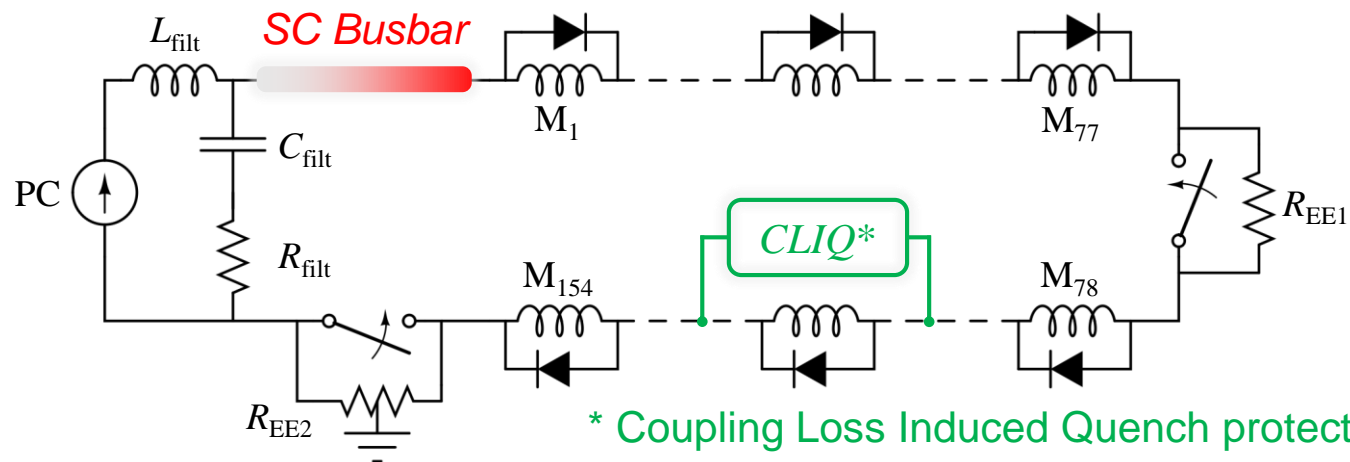 L_filt
SC Busbar
M_1
M_77
C_filt
PC
R_EE1
CLIQ*
R_filt
M_154
M_78
R_EE2
* Coupling Loss Induced Quench protect